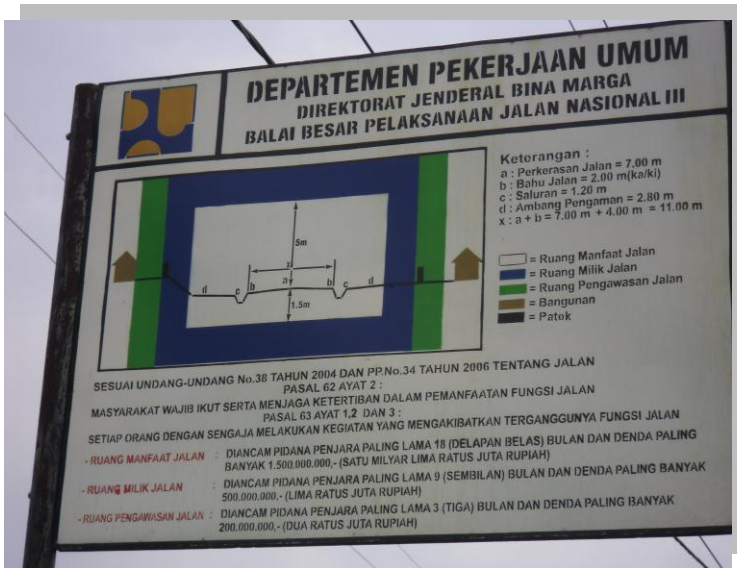 DEPARTEMEN PEKERJAAN UMUM
DIREKTORAT JENDERAL BINA MARGA
BALAI BESAR PELAKSANAAN JALAN NASIONAL III
Keterangan :
a : Perkerasan Jalan = 7,00 m
b : Bahu Jalan = 2.00 m(ka/ki)
c : Saluran = 1.20 m
d : Ambang Pengaman = 2.80 m
x : a + b = 7.00 m + 4.00 m = 11.00 m
5m
x
d c b a b c d
1.5m
= Ruang Manfaat Jalan
= Ruang Milik Jalan
= Ruang Pengawasan Jalan
= Bangunan
= Patok
SESUAI UNDANG-UNDANG No.38 TAHUN 2004 DAN PP.No.34 TAHUN 2006 TENTANG JALAN
PASAL 62 AYAT 2 :
MASYARAKAT WAJIB IKUT SERTA MENJAGA KETERTIBAN DALAM PEMANFAATAN FUNGSI JALAN
PASAL 63 AYAT 1,2 DAN 3 :
SETIAP ORANG DENGAN SENGAJA MELAKUKAN KEGIATAN YANG MENGAKIBATKAN TERGANGGUNYA FUNGSI JALAN
- RUANG MANFAAT JALAN : DIANCAM PIDANA PENJARA PALING LAMA 18 (DELAPAN BELAS) BULAN DAN DENDA PALING
BANYAK 1.500.000.000,- (SATU MILYAR LIMA RATUS JUTA RUPIAH)
- RUANG MILIK JALAN : DIANCAM PIDANA PENJARA PALING LAMA 9 (SEMBILAN) BULAN DAN DENDA PALING BANYAK
500.000.000,- (LIMA RATUS JUTA RUPIAH)
- RUANG PENGAWASAN JALAN : DIANCAM PIDANA PENJARA PALING LAMA 3 (TIGA) BULAN DAN DENDA PALING BANYAK
200.000.000,- (DUA RATUS JUTA RUPIAH)